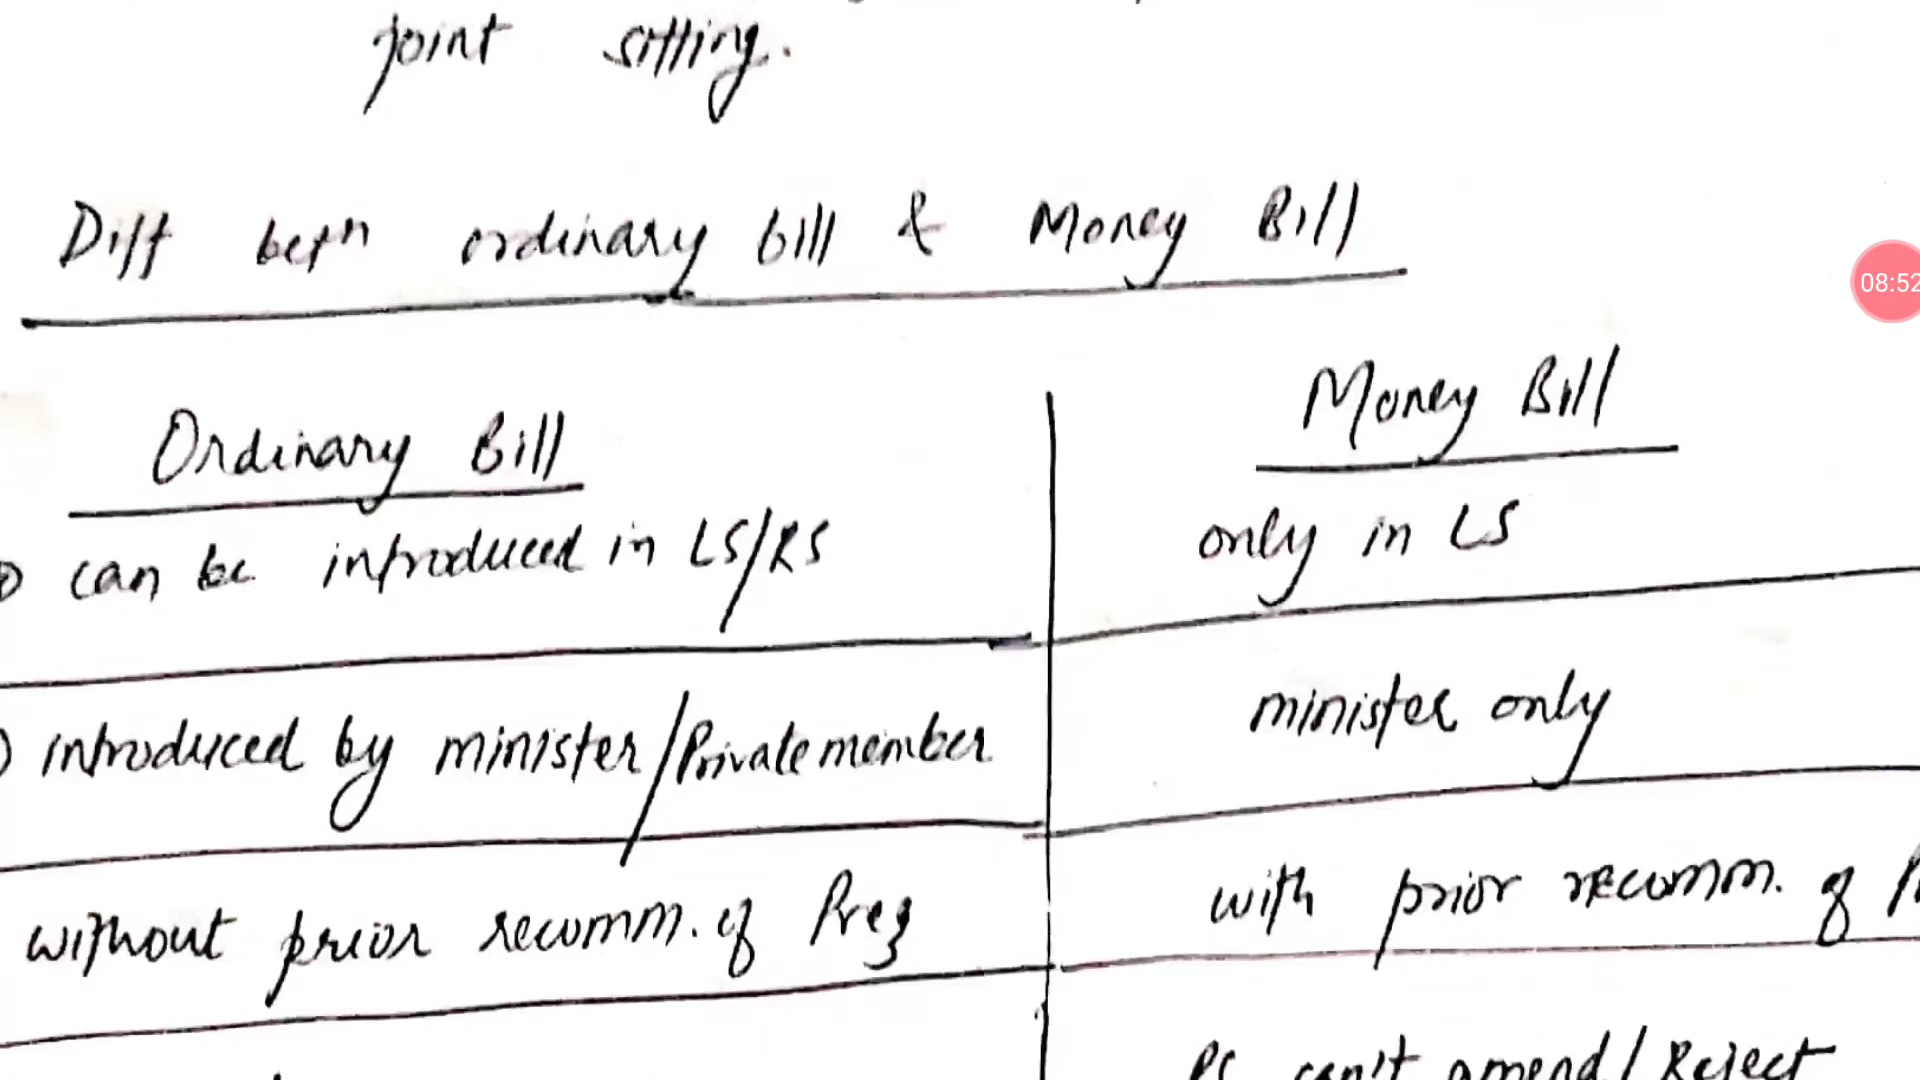 joint sitting.
Diff betn ordinary bill & Money Bill
08:52
Ordinary Bill
Money Bill
can be introduced in LS/RS
only in LS
introduced by minister/Private member
minister only
without prior recomm. of Prez
with prior recomm. of
RS can't amend/Reject